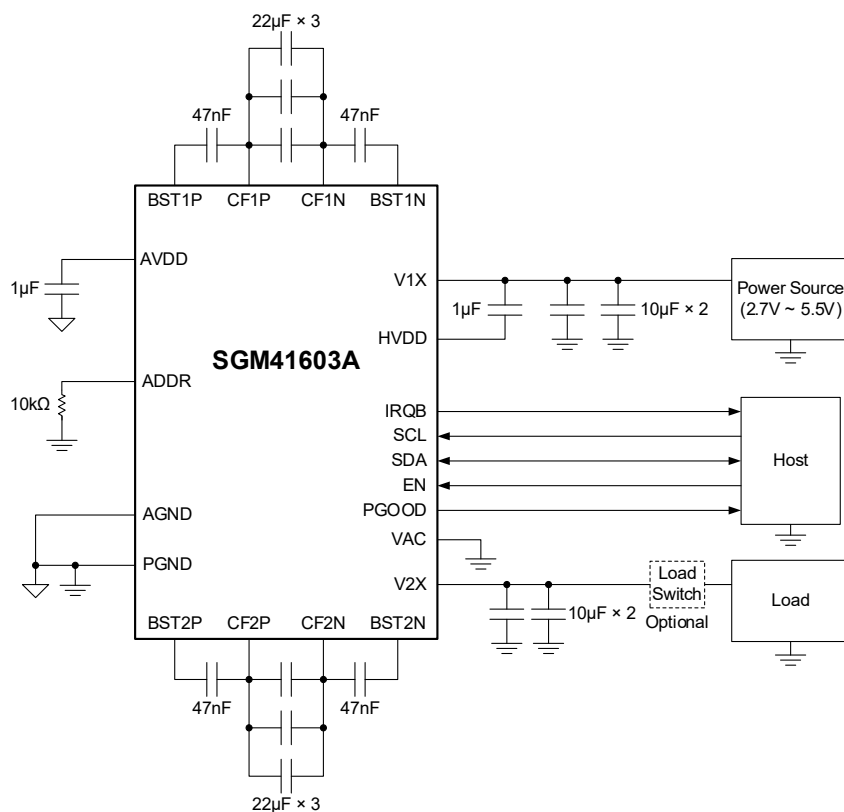 22µF × 3
47nF
47nF
BST1P
CF1P
CF1N
BST1N
AVDD
1µF
V1X
1µF
10µF × 2
Power Source
(2.7V ~ 5.5V)
HVDD
SGM41603A
ADDR
10kΩ
IRQB
SCL
SDA
EN
PGOOD
Host
AGND
PGND
VAC
V2X
10µF × 2
Load
Switch
Optional
Load
BST2P
CF2P
CF2N
BST2N
47nF
47nF
22µF × 3